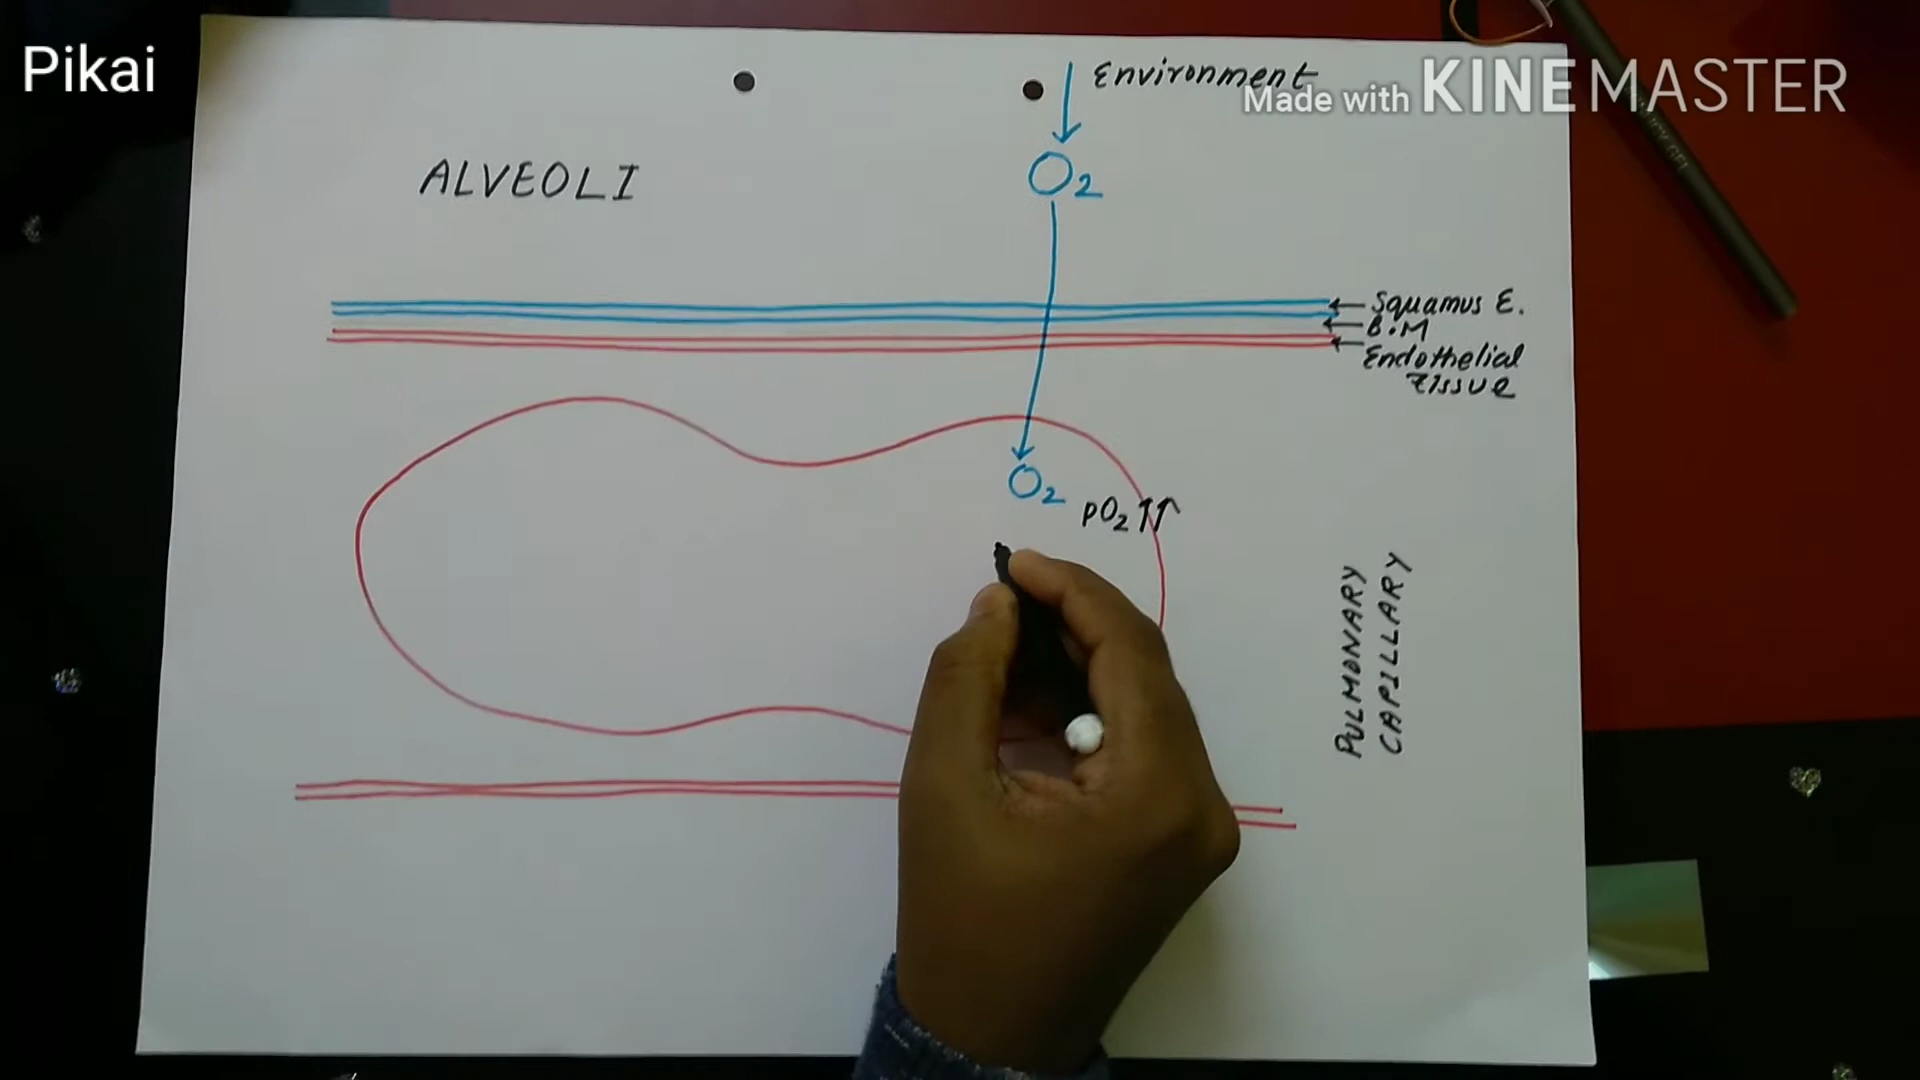 Pikai
Environment
Made with KINEMASTER
O2
ALVEOLI
Squamus E.
B.M
Endothelial
Tissue
O2
pO2 ↑↑
PULMONARY
CAPILLARY